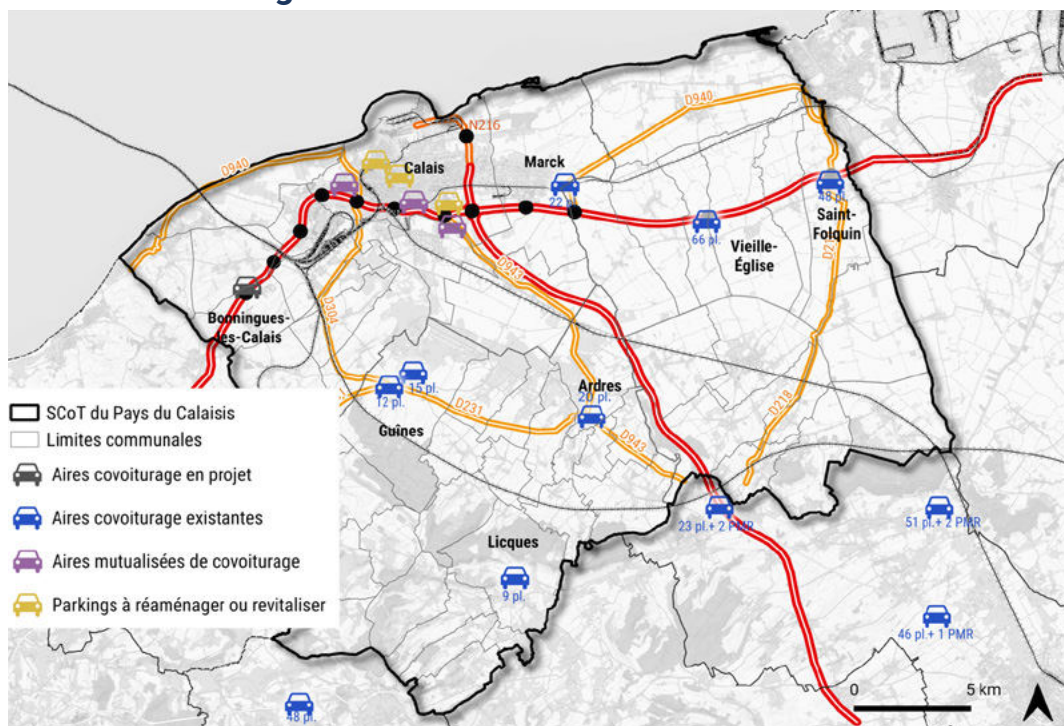 D940
N216
D940
Calais
Marck
22
48 pl.
66 pl.
Saint-
Folquin
Vieille-
Église
D943
D304
Bonningues-
les-Calais
15 pl.
12 pl.
Ardres
20 pl.
D231
Guînes
D943
D218
SCoT du Pays du Calaisis
Limites communales
Aires covoiturage en projet
Aires covoiturage existantes
Aires mutualisées de covoiturage
Parkings à réaménager ou revitaliser
23 pl.+ 2 PMR
51 pl.+ 2 PMR
Licques
9 pl.
46 pl.+ 1 PMR
48 pl.
0
5 km